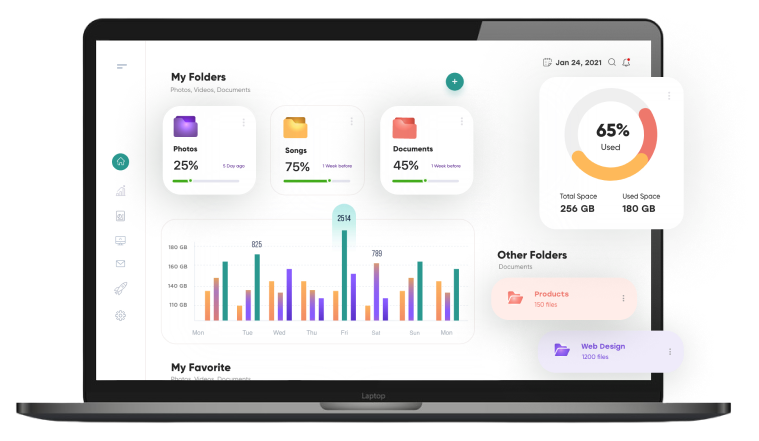 Jan 24, 2021
My Folders
Photos, Videos, Documents
+
Photos
25%
5 Day ago
Songs
75%
1 Week before
Documents
45%
1 Week before
65%
Used
Total Space
256 GB
Used Space
180 GB
2514
825
789
180 GB
160 GB
140 GB
110 GB
Mon Tue Wed Thu Fri Sat Sun Mon
Other Folders
Documents
Products
150 files
Web Design
1200 files
My Favorite
Photos, Videos, Documents
Laptop